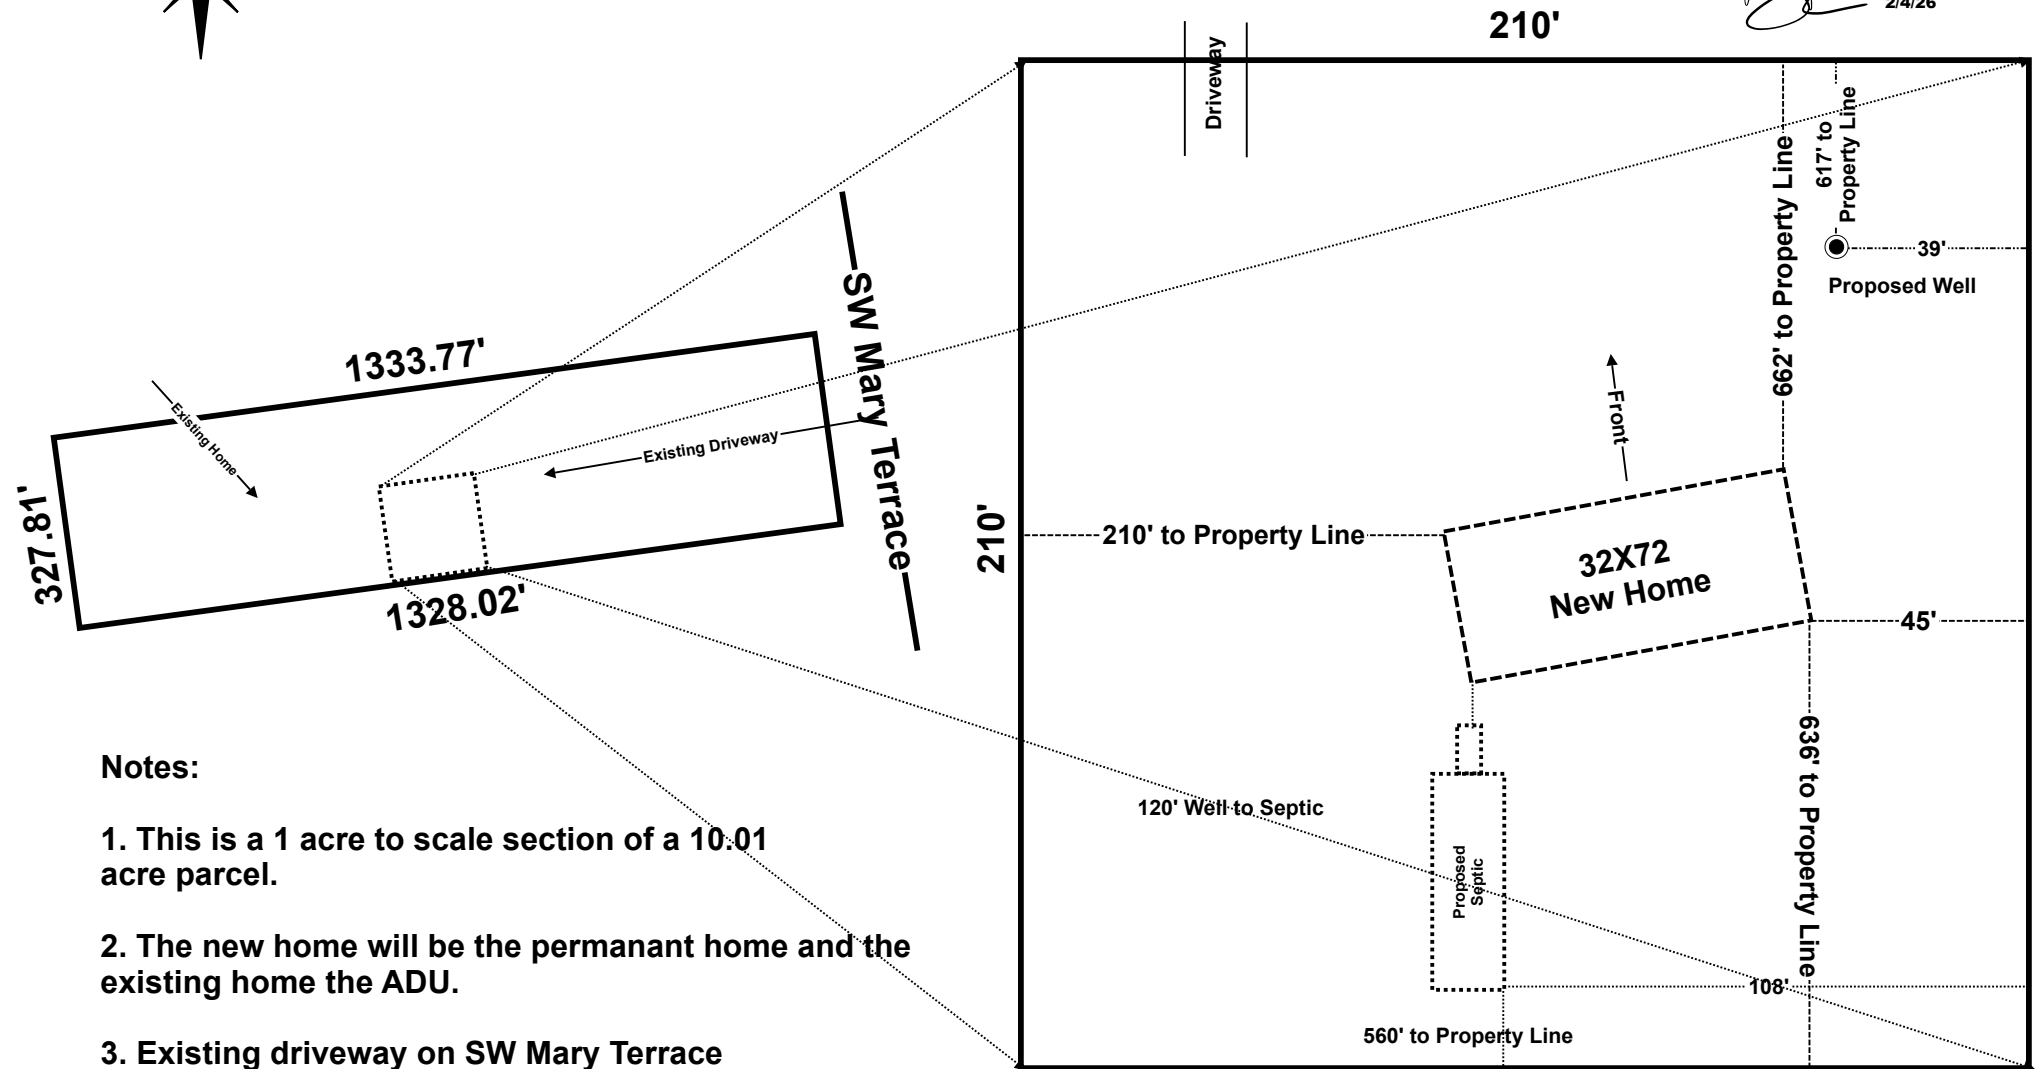 2/4/26
210'
Driveway
617' to
Property Line
662' to Property Line
39'
Proposed Well
SW Mary Terrace
1333.77'
Existing Home
Existing Driveway
Front
327.81'
210'
210' to Property Line
32X72
New Home
45'
1328.02'
636' to Property Line
Notes:
120' Well to Septic
1. This is a 1 acre to scale section of a 10.01
acre parcel.
Proposed
Septic
2. The new home will be the permanant home and the
existing home the ADU.
108'
560' to Property Line
3. Existing driveway on SW Mary Terrace